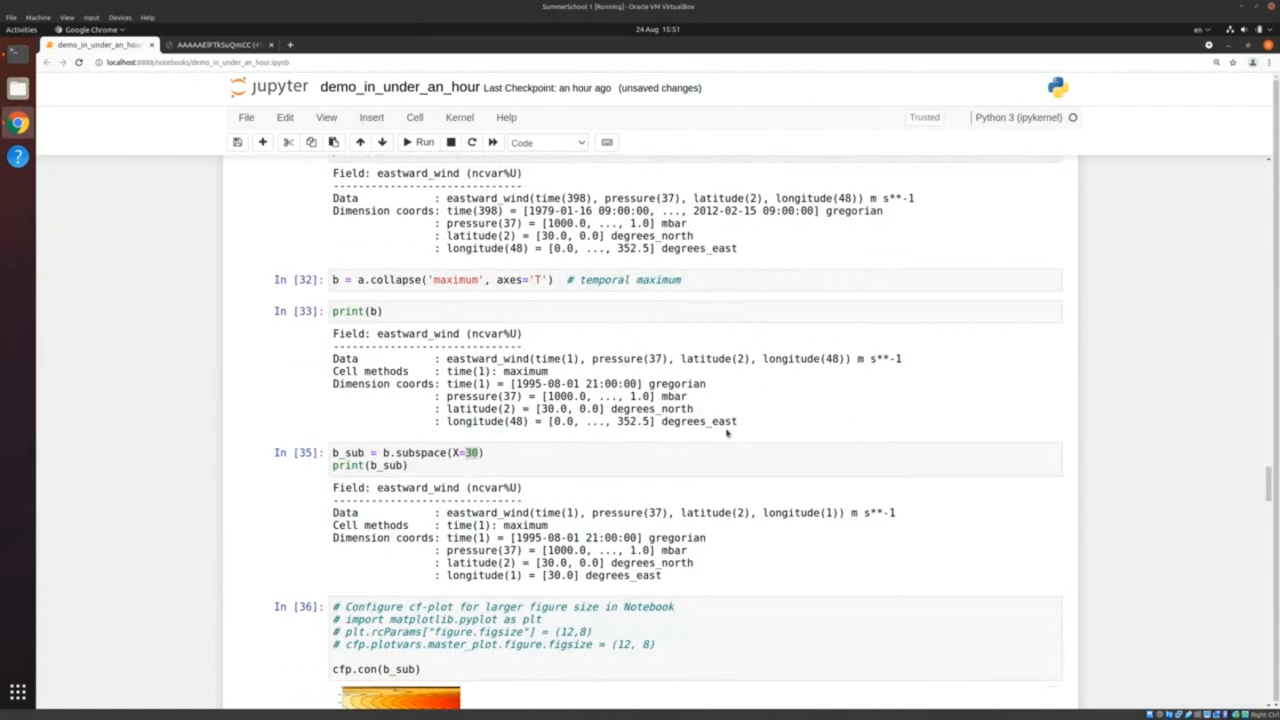 SummerSchool 1 [Running] - Oracle VM VirtualBox
File Machine View Input Devices Help
Activities Google Chrome 24 Aug 15:51 en
demo_in_under_an_hour
localhost:8888/notebooks/demo_in_under_an_hour.ipynb
jupyter demo_in_under_an_hour Last Checkpoint: an hour ago (unsaved changes)
File Edit View Insert Cell Kernel Help Trusted Python 3 (ipykernel)
Run Code
Field: eastward_wind (ncvar%U)
------------------------------
Data : eastward_wind(time(398), pressure(37), latitude(2), longitude(48)) m s**-1
Dimension coords: time(398) = [1979-01-16 09:00:00, ..., 2012-02-15 09:00:00] gregorian
: pressure(37) = [1000.0, ..., 1.0] mbar
: latitude(2) = [30.0, 0.0] degrees_north
: longitude(48) = [0.0, ..., 352.5] degrees_east
In [32]: b = a.collapse('maximum', axes='T') # temporal maximum
In [33]: print(b)
Field: eastward_wind (ncvar%U)
------------------------------
Data : eastward_wind(time(1), pressure(37), latitude(2), longitude(48)) m s**-1
Cell methods : time(1): maximum
Dimension coords: time(1) = [1995-08-01 21:00:00] gregorian
: pressure(37) = [1000.0, ..., 1.0] mbar
: latitude(2) = [30.0, 0.0] degrees_north
: longitude(48) = [0.0, ..., 352.5] degrees_east
In [35]: b_sub = b.subspace(X=30)
print(b_sub)
Field: eastward_wind (ncvar%U)
------------------------------
Data : eastward_wind(time(1), pressure(37), latitude(2), longitude(1)) m s**-1
Cell methods : time(1): maximum
Dimension coords: time(1) = [1995-08-01 21:00:00] gregorian
: pressure(37) = [1000.0, ..., 1.0] mbar
: latitude(2) = [30.0, 0.0] degrees_north
: longitude(1) = [30.0] degrees_east
In [36]: # Configure cf-plot for larger figure size in Notebook
# import matplotlib.pyplot as plt
# plt.rcParams["figure.figsize"] = (12,8)
# cfp.plotvars.master_plot.figure.figsize = (12, 8)
cfp.con(b_sub)
Right Ctrl